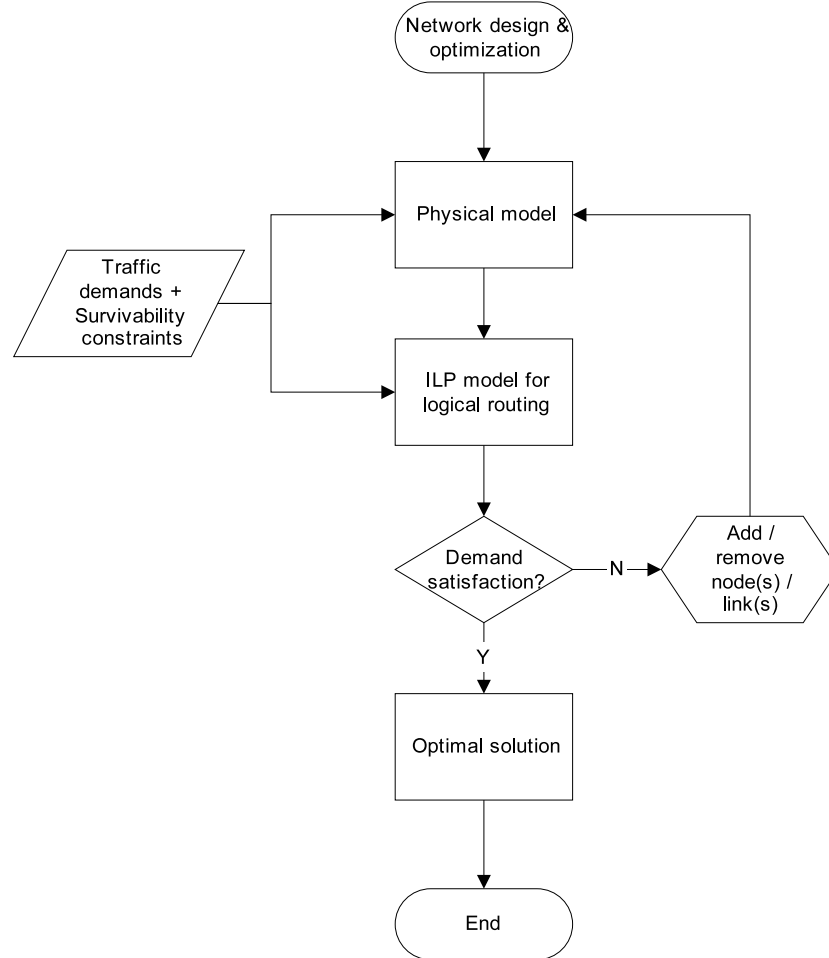 Network design &
optimization
Physical model
Traffic
demands +
Survivability
constraints
ILP model for
logical routing
Demand
satisfaction?
N
Add /
remove
node(s) /
link(s)
Y
Optimal solution
End